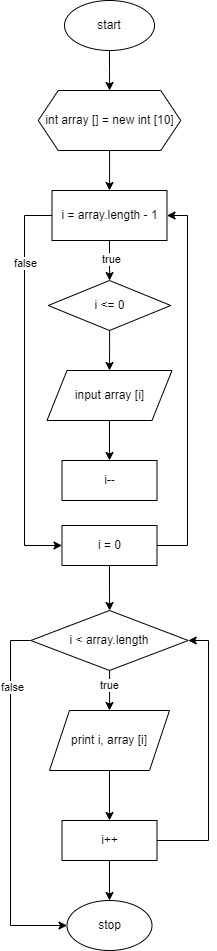 start
int array [] = new int [10]
i = array.length - 1
false
true
i <= 0
input array [i]
i--
i = 0
i < array.length
false
true
print i, array [i]
i++
stop